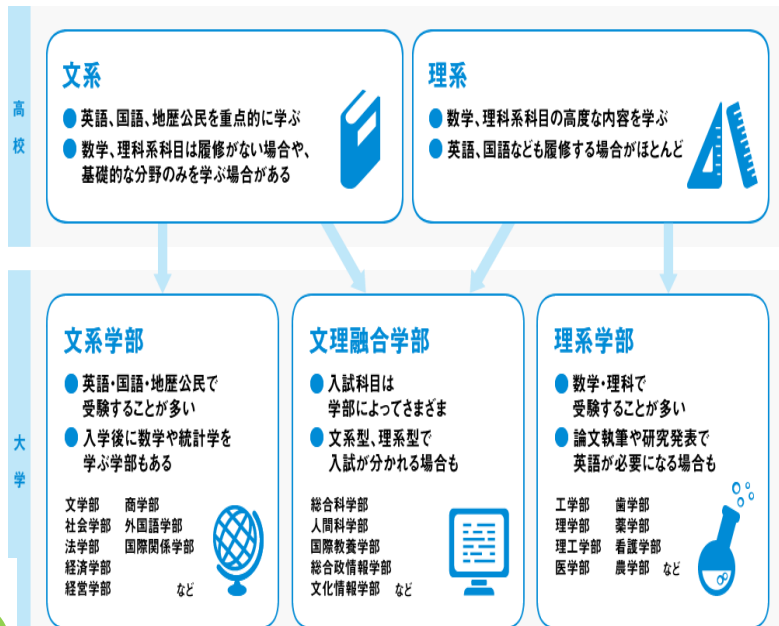 高校
文系
● 英語、国語、地歴公民を重点的に学ぶ
● 数学、理科系科目は履修がない場合や、
基礎的な分野のみを学ぶ場合がある
理系
● 数学、理科系科目の高度な内容を学ぶ
● 英語、国語なども履修する場合がほとんど
大学
文系学部
● 英語・国語・地歴公民で
受験することが多い
● 入学後に数学や統計学を
学ぶ学部もある
文学部 商学部
社会学部 外国語学部
法学部 国際関係学部
経済学部
経営学部 など
文理融合学部
● 入試科目は
学部によってさまざま
● 文系型、理系型で
入試が分かれる場合も
総合科学部
人間科学部
国際教養学部
総合政情報学部
文化情報学部 など
理系学部
● 数学・理科で
受験することが多い
● 論文執筆や研究発表で
英語が必要になる場合も
工学部 歯学部
理学部 薬学部
理工学部 看護学部
医学部 農学部 など